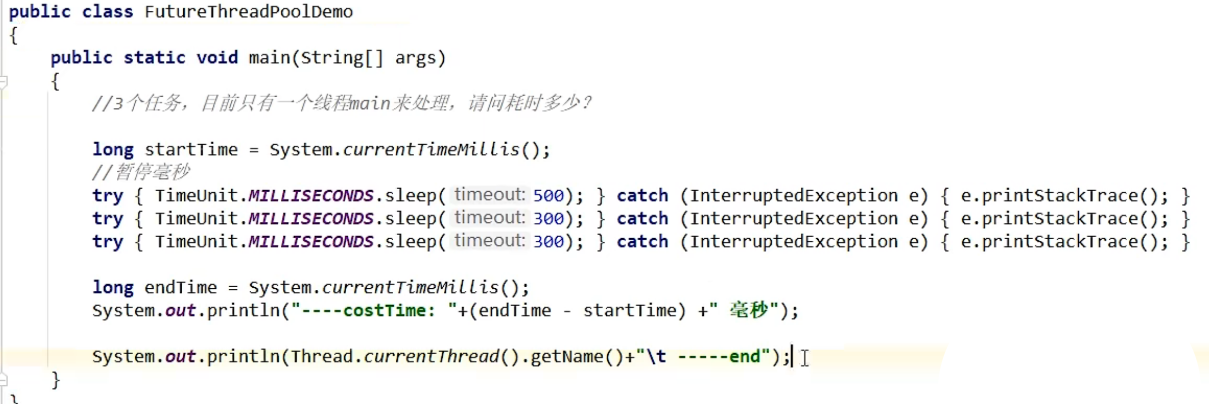 public class FutureThreadPoolDemo
{
    public static void main(String[] args)
    {
        //3个任务，目前只有一个线程main来处理，请问耗时多少？

        long startTime = System.currentTimeMillis();
        //暂停毫秒
        try { TimeUnit.MILLISECONDS.sleep( timeout: 500); } catch (InterruptedException e) { e.printStackTrace(); }
        try { TimeUnit.MILLISECONDS.sleep( timeout: 300); } catch (InterruptedException e) { e.printStackTrace(); }
        try { TimeUnit.MILLISECONDS.sleep( timeout: 300); } catch (InterruptedException e) { e.printStackTrace(); }

        long endTime = System.currentTimeMillis();
        System.out.println("----costTime: "+(endTime - startTime) +" 毫秒");

        System.out.println(Thread.currentThread().getName()+"\t -----end");
    }
}